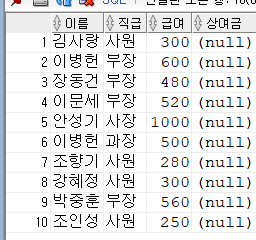 이름 직급 급여 상여금
1 김사랑 사원 300 (null)
2 이병헌 부장 600 (null)
3 장동건 부장 480 (null)
4 이문세 부장 520 (null)
5 안성기 사장 1000 (null)
6 이병헌 과장 500 (null)
7 조향기 사원 280 (null)
8 강혜정 사원 300 (null)
9 박중훈 부장 560 (null)
10 조인성 사원 250 (null)